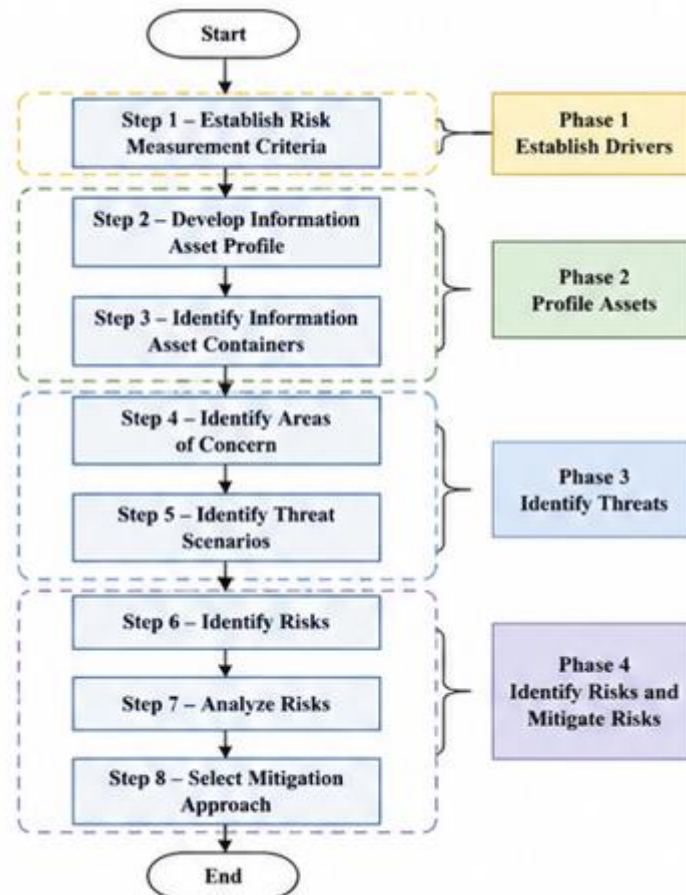 Start
Step 1 – Establish Risk
Measurement Criteria
Phase 1
Establish Drivers
Step 2 – Develop Information
Asset Profile
Step 3 – Identify Information
Asset Containers
Phase 2
Profile Assets
Step 4 – Identify Areas
of Concern
Step 5 – Identify Threat
Scenarios
Phase 3
Identify Threats
Step 6 – Identify Risks
Step 7 – Analyze Risks
Step 8 – Select Mitigation
Approach
Phase 4
Identify Risks and
Mitigate Risks
End